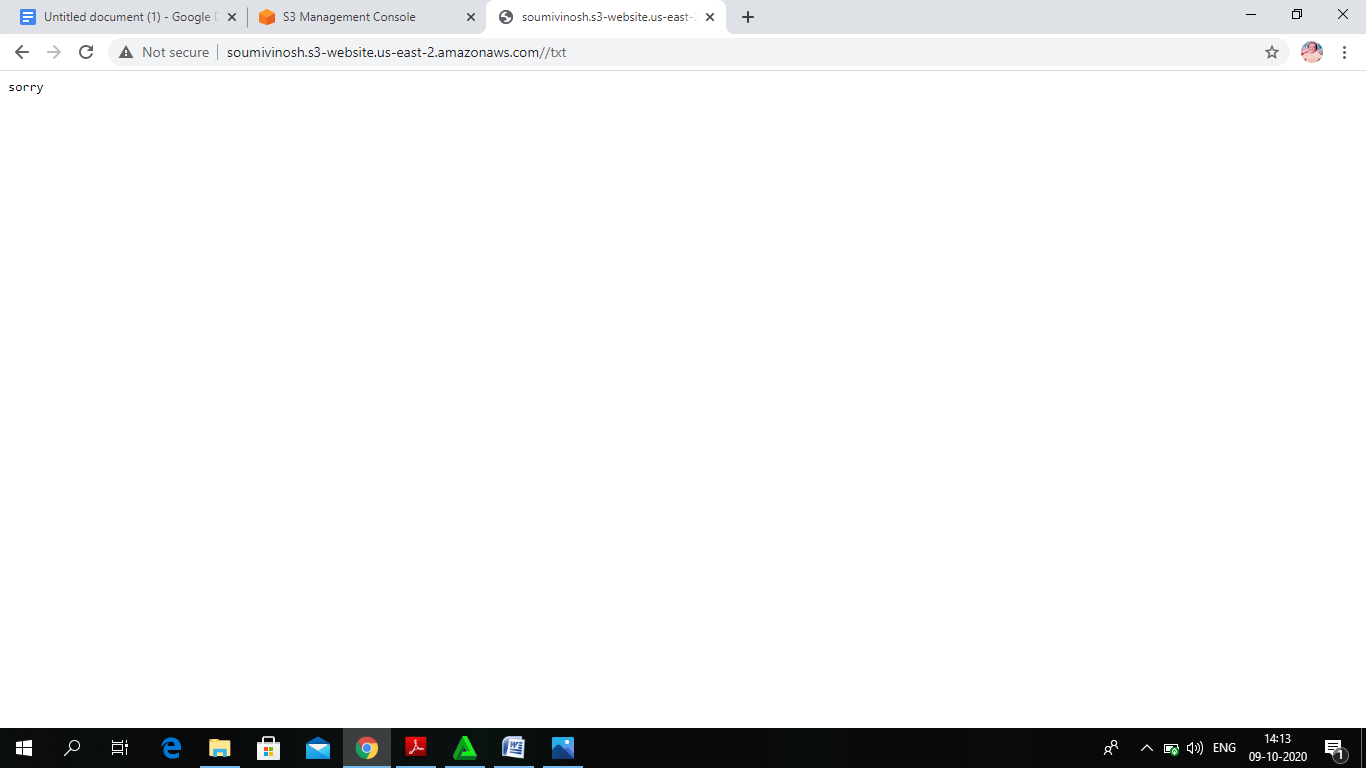 Untitled document (1) - Google D
S3 Management Console
soumivinosh.s3-website.us-east-
Not secure
soumivinosh.s3-website.us-east-2.amazonaws.com//txt
sorry
ENG
14:13
09-10-2020
1